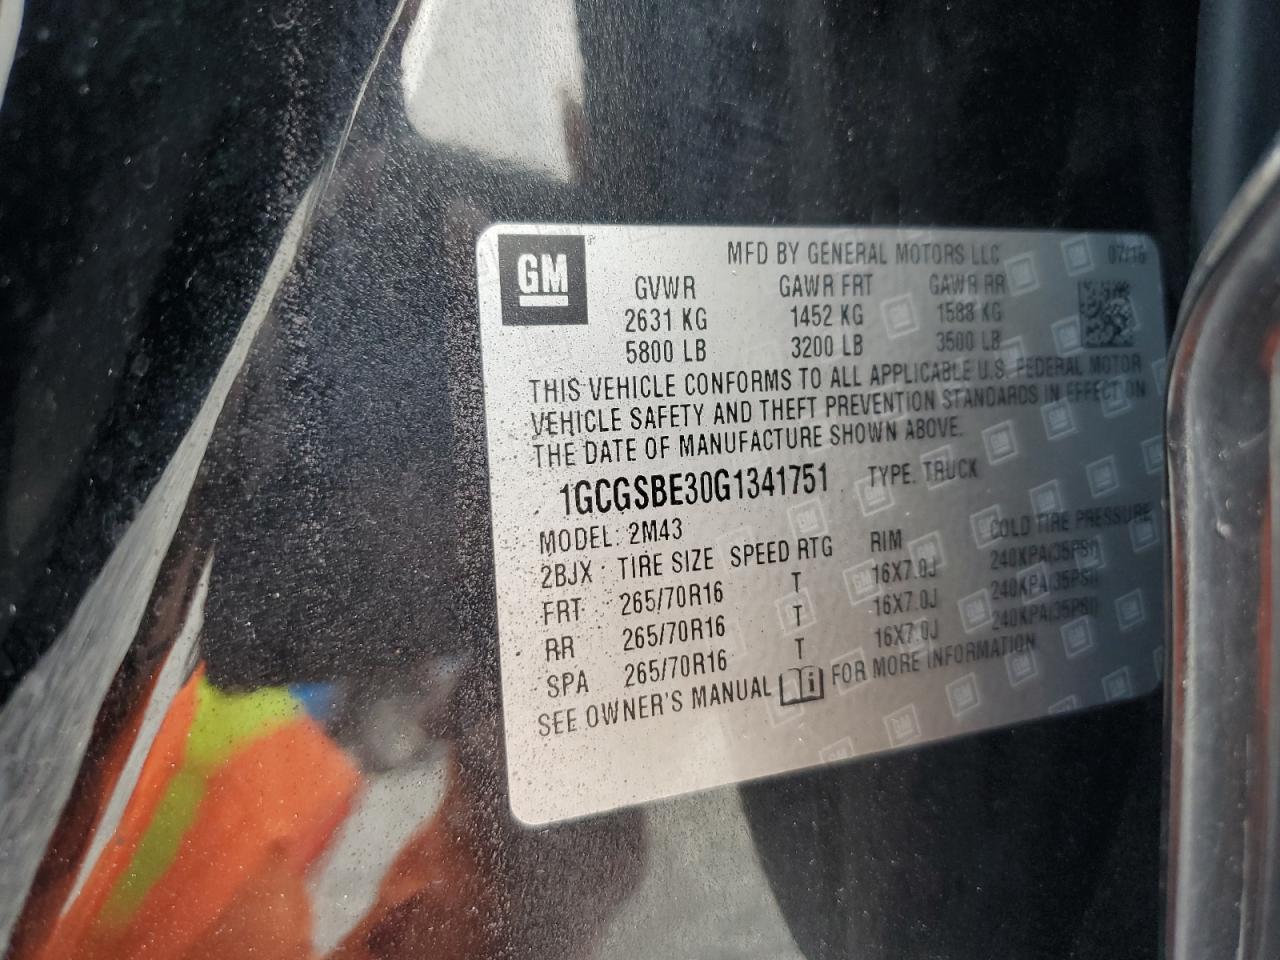 GM
MFD BY GENERAL MOTORS LLC 07/16
GVWR GAWR FRT GAWR RR
2631 KG 1452 KG 1588 KG
5800 LB 3200 LB 3500 LB
THIS VEHICLE CONFORMS TO ALL APPLICABLE U.S. FEDERAL MOTOR
VEHICLE SAFETY AND THEFT PREVENTION STANDARDS IN EFFECT ON
THE DATE OF MANUFACTURE SHOWN ABOVE.
1GCGSBE30G1341751 TYPE: TRUCK
MODEL: 2M43
2BJX TIRE SIZE SPEED RTG RIM COLD TIRE PRESSURE
FRT 265/70R16 T 16X7.0J 240KPA(35PSI)
RR 265/70R16 T 16X7.0J 240KPA(35PSI)
SPA 265/70R16 T 16X7.0J 240KPA(35PSI)
SEE OWNER'S MANUAL FOR MORE INFORMATION